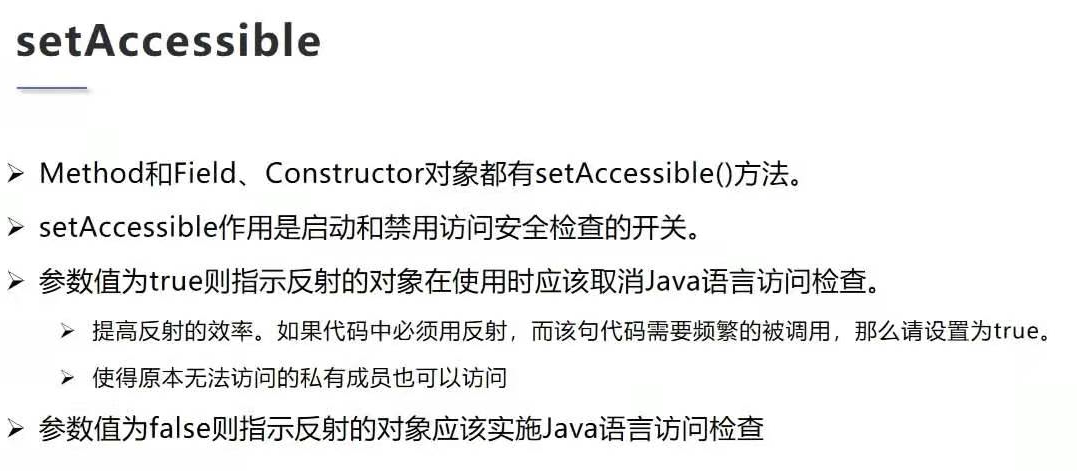 setAccessible
Method和Field、Constructor对象都有setAccessible()方法。
setAccessible作用是启动和禁用访问安全检查的开关。
参数值为true则指示反射的对象在使用时应该取消Java语言访问检查。
提高反射的效率。如果代码中必须用反射，而该句代码需要频繁的被调用，那么请设置为true。
使得原本无法访问的私有成员也可以访问
参数值为false则指示反射的对象应该实施Java语言访问检查